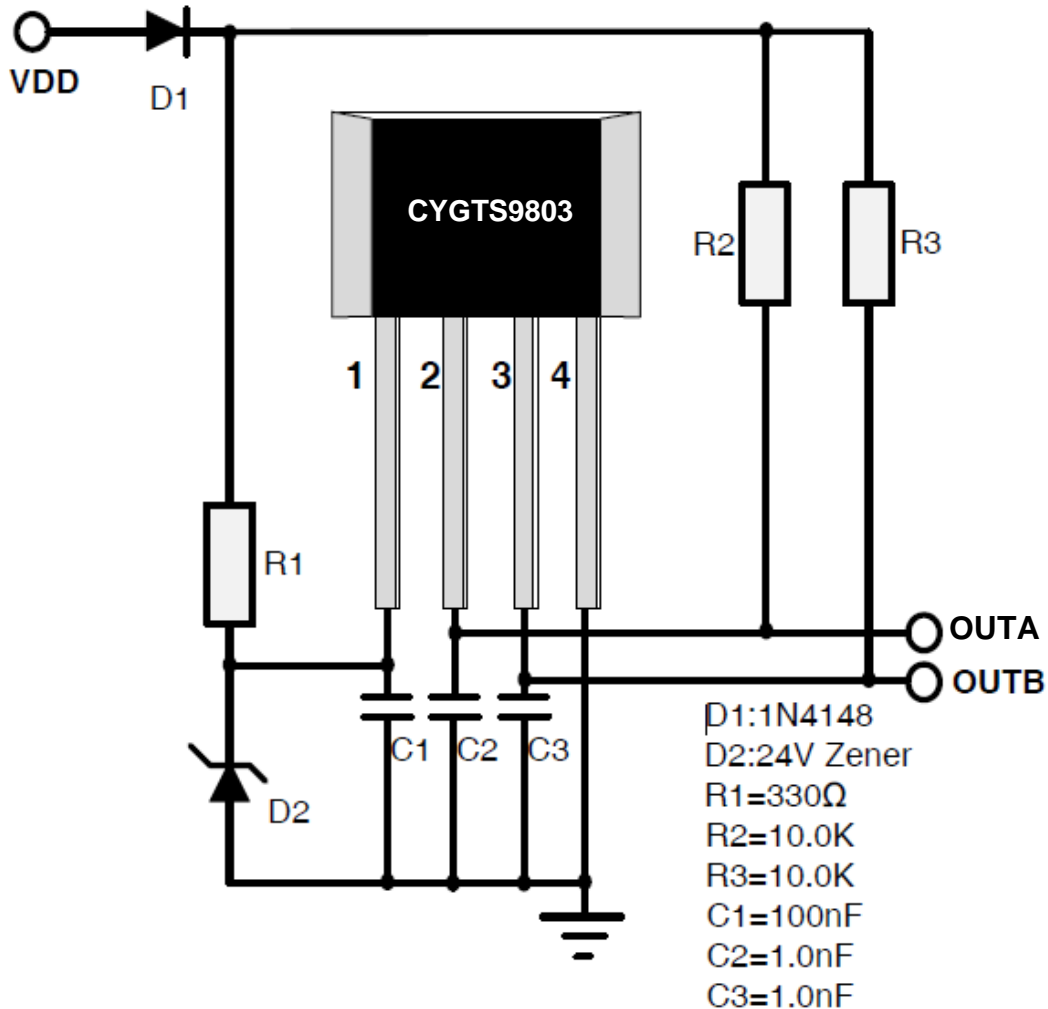 VDD
D1
CYGTS9803
R2
R3
1
2
3
4
R1
OUTA
OUTB
C1
C2
C3
D2
D1:1N4148
D2:24V Zener
R1=330Ω
R2=10.0K
R3=10.0K
C1=100nF
C2=1.0nF
C3=1.0nF